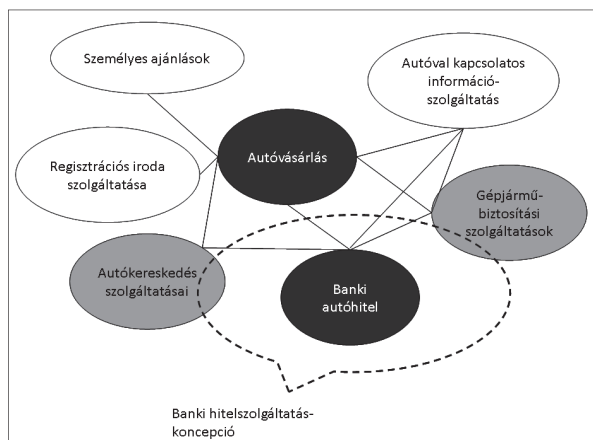 Személyes ajánlások
Autóval kapcsolatos
információ-
szolgáltatás
Autóvásárlás
Regisztrációs iroda
szolgáltatása
Gépjármű-
biztosítási
szolgáltatások
Autókereskedés
szolgáltatásai
Banki
autóhitel
Banki hitelszolgáltatás-
koncepció